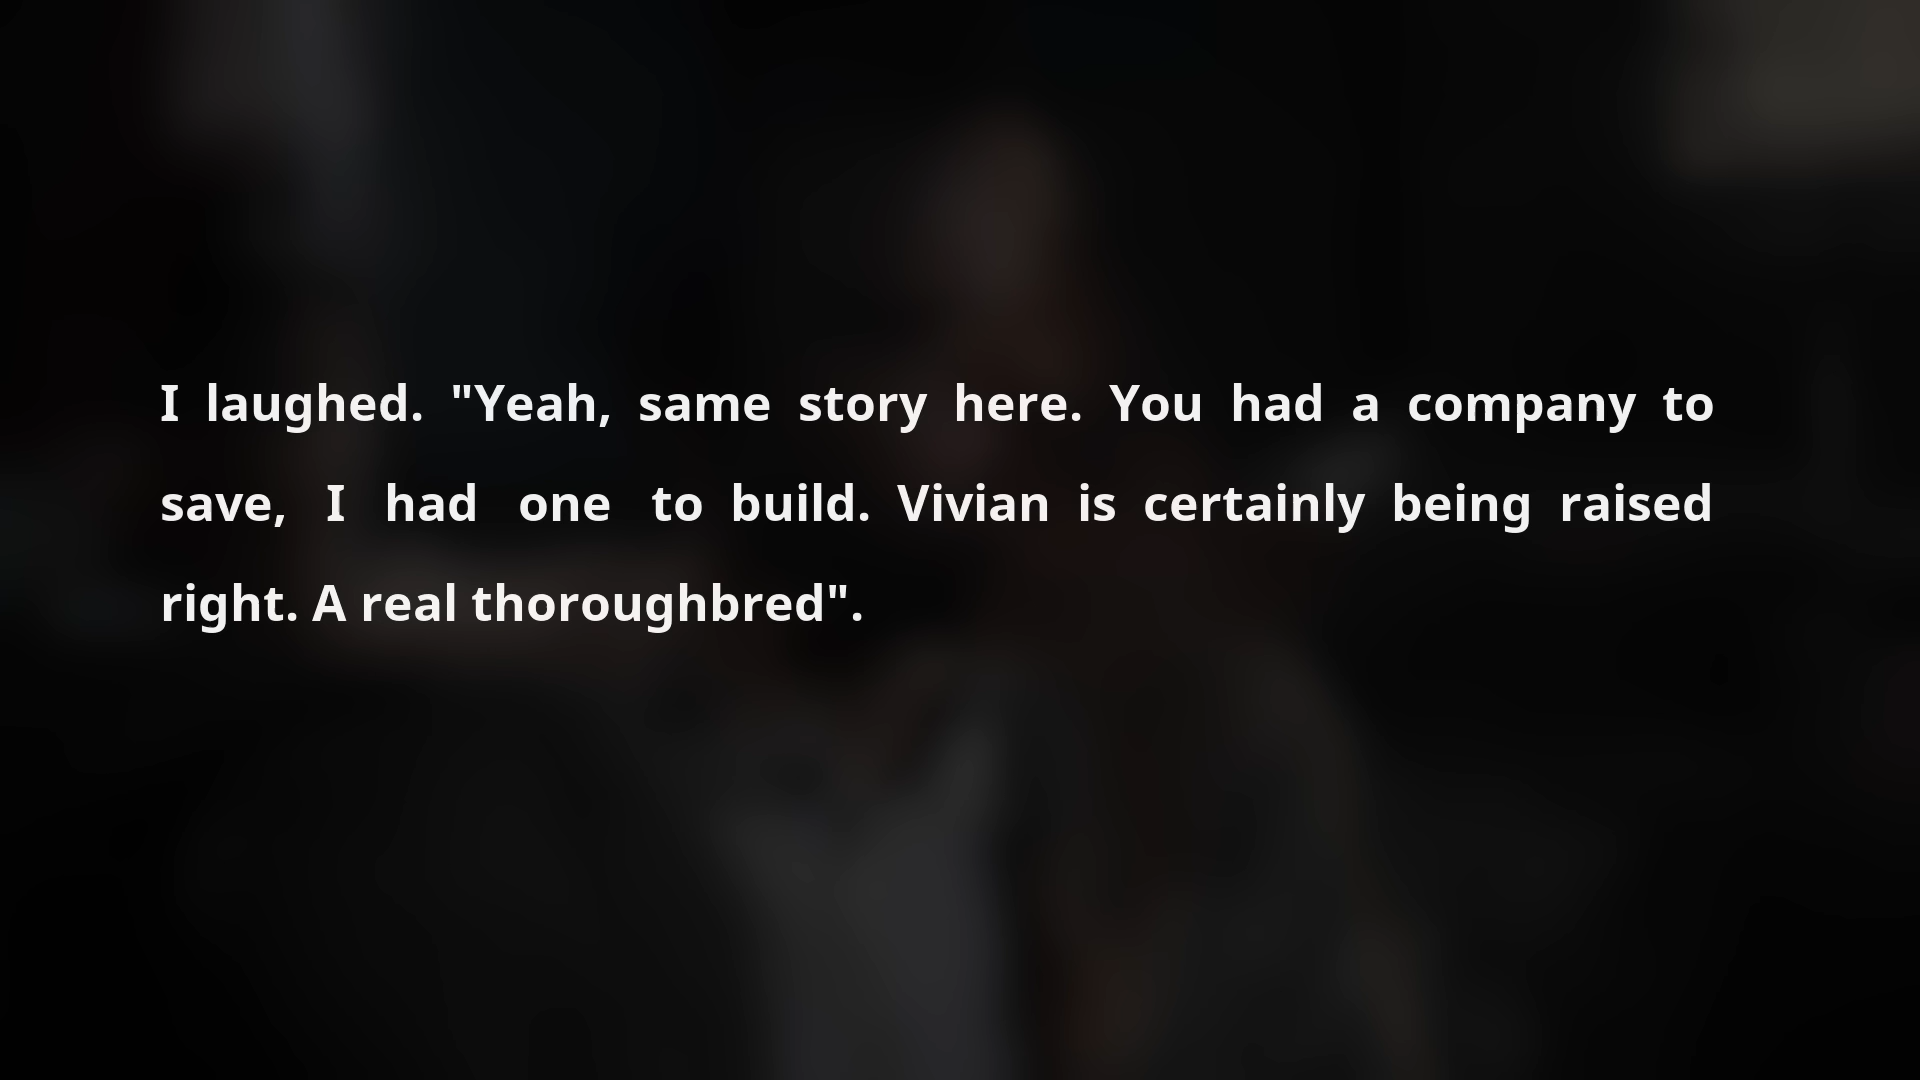 I laughed. "Yeah, same story here. You had a company to
save, I had one to build. Vivian is certainly being raised
right. A real thoroughbred".